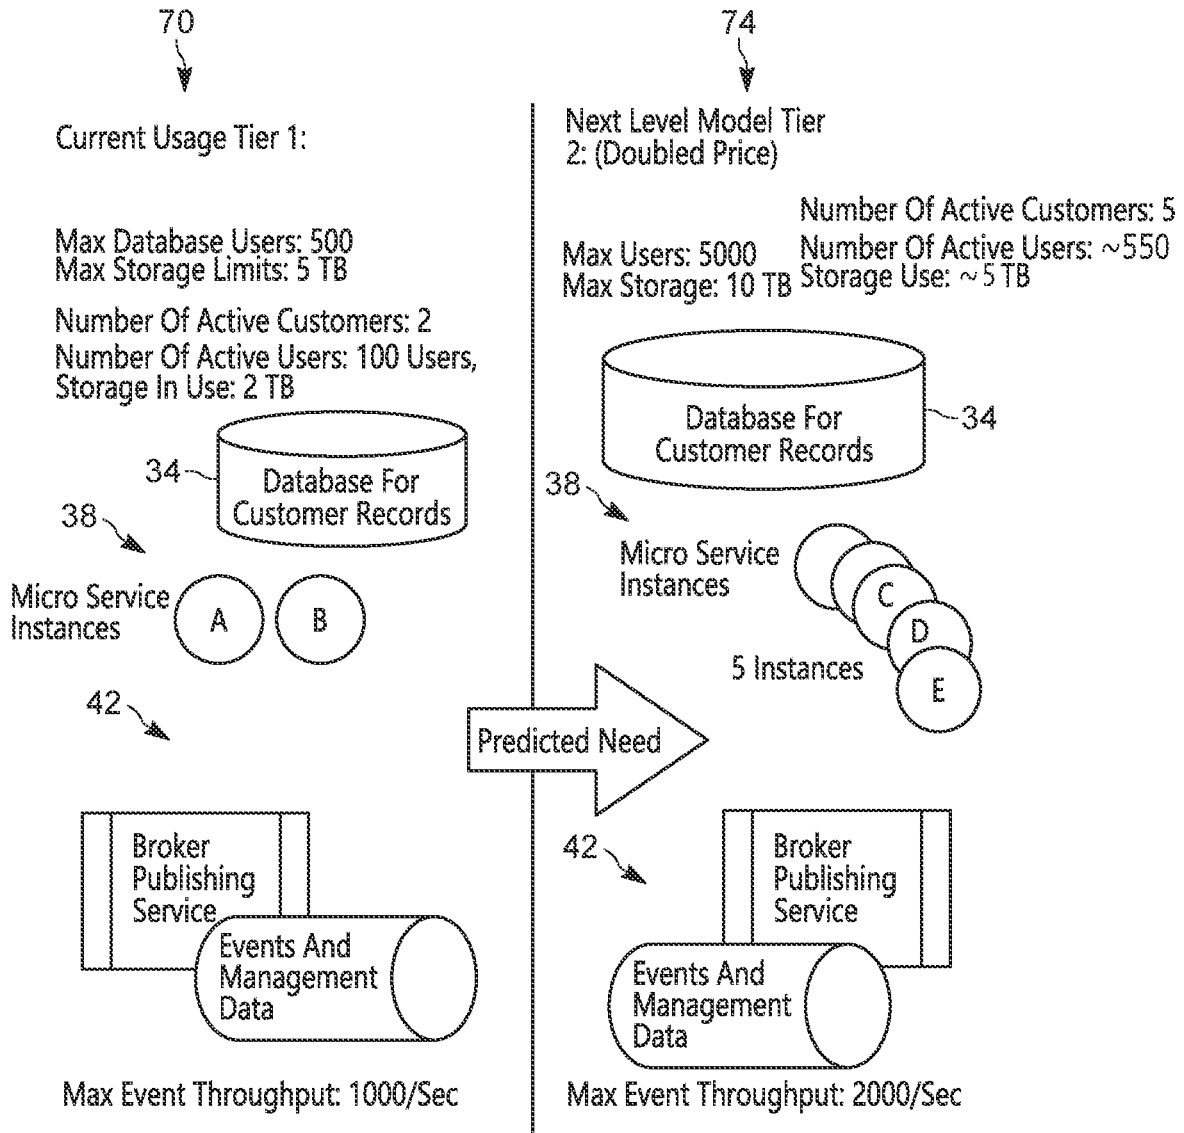 70
Current Usage Tier 1:
Max Database Users: 500
Max Storage Limits: 5 TB
Number Of Active Customers: 2
Number Of Active Users: 100 Users,
Storage In Use: 2 TB
34
Database For
Customer Records
38
Micro Service
Instances
A
B
42
Broker
Publishing
Service
Events And
Management
Data
Max Event Throughput: 1000/Sec
Predicted Need
74
Next Level Model Tier
2: (Doubled Price)
Number Of Active Customers: 5
Number Of Active Users: ~550
Storage Use: ~5 TB
Max Users: 5000
Max Storage: 10 TB
Database For
Customer Records
34
38
Micro Service
Instances
C
D
E
5 Instances
42
Broker
Publishing
Service
Events And
Management
Data
Max Event Throughput: 2000/Sec